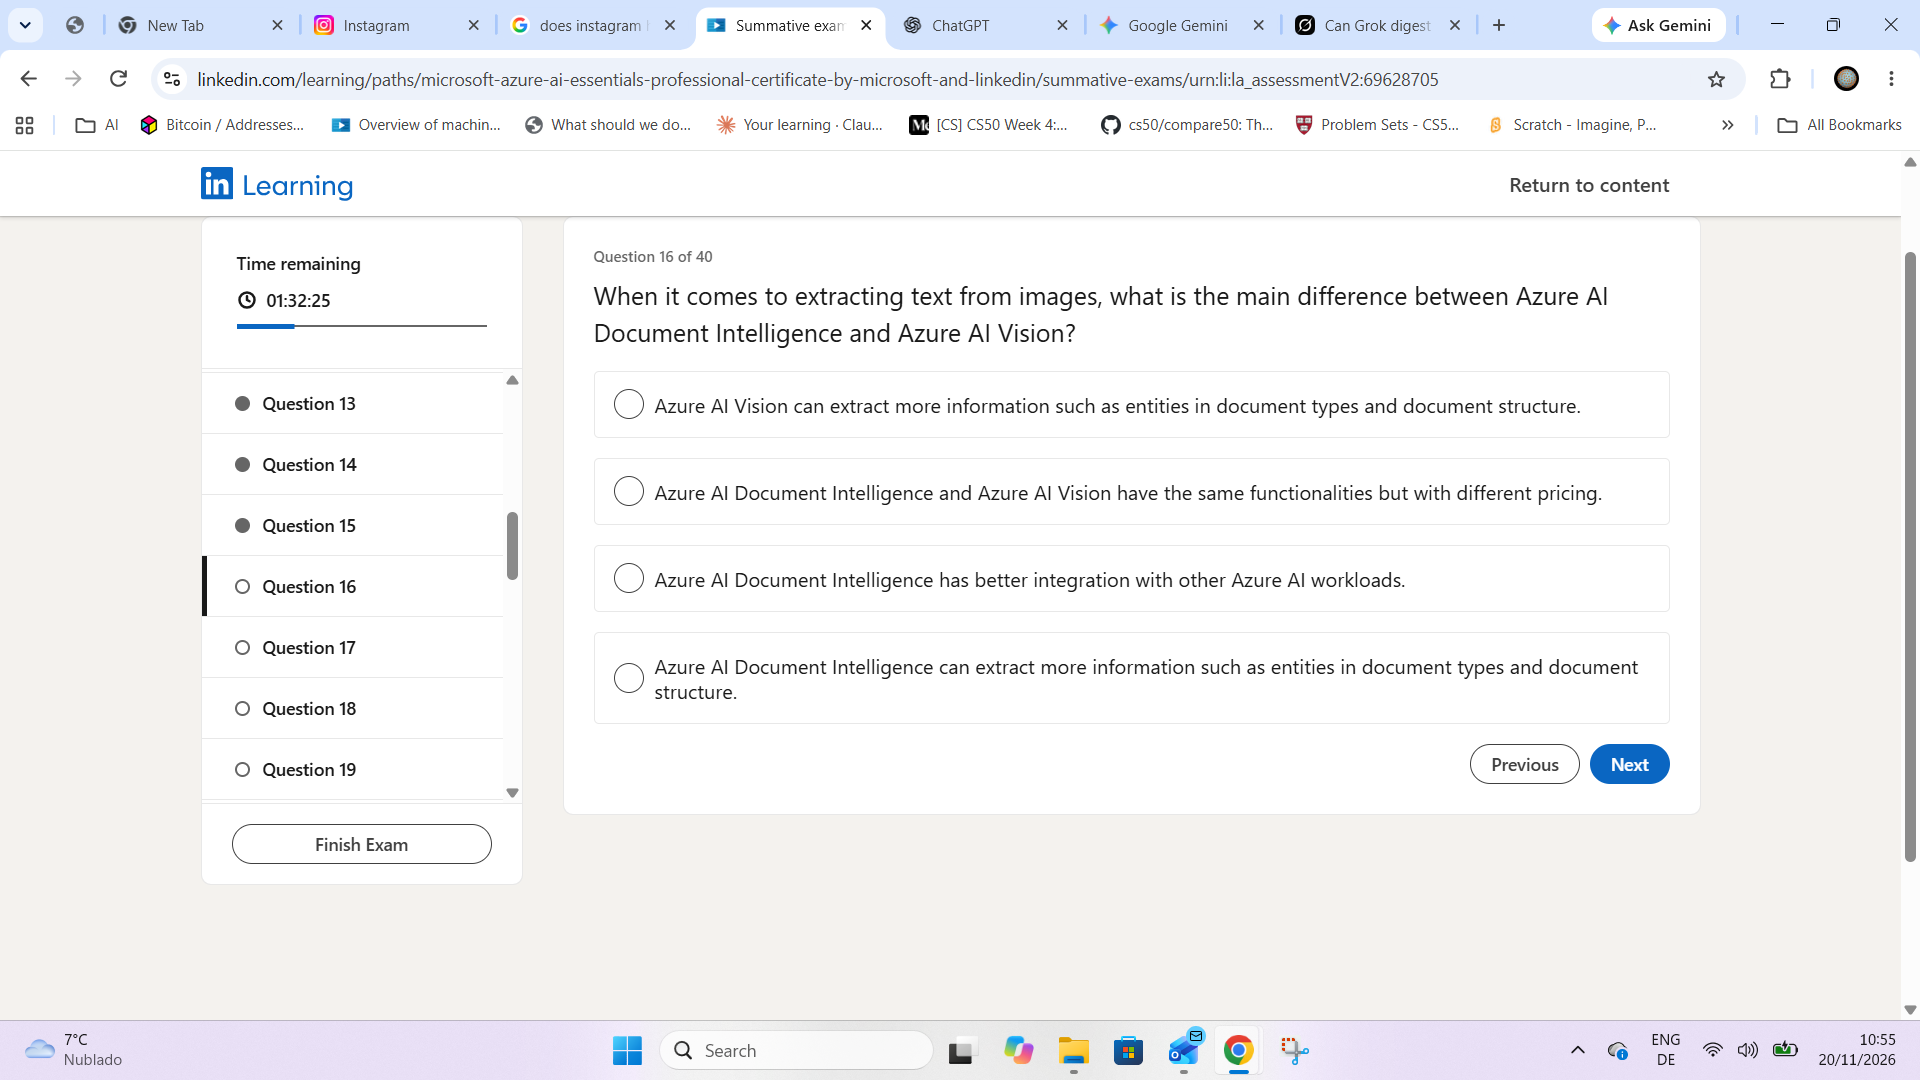 New Tab
Instagram
does instagram
Summative exam
ChatGPT
Google Gemini
Can Grok digest
Ask Gemini
linkedin.com/learning/paths/microsoft-azure-ai-essentials-professional-certificate-by-microsoft-and-linkedin/summative-exams/urn:li:la_assessmentV2:69628705
AI
Bitcoin / Addresses...
Overview of machin...
What should we do...
Your learning · Clau...
[CS] CS50 Week 4:...
cs50/compare50: Th...
Problem Sets - CS5...
Scratch - Imagine, P...
All Bookmarks
in Learning
Return to content
Time remaining
01:32:25
Question 13
Question 14
Question 15
Question 16
Question 17
Question 18
Question 19
Finish Exam
Question 16 of 40
When it comes to extracting text from images, what is the main difference between Azure AI
Document Intelligence and Azure AI Vision?
Azure AI Vision can extract more information such as entities in document types and document structure.
Azure AI Document Intelligence and Azure AI Vision have the same functionalities but with different pricing.
Azure AI Document Intelligence has better integration with other Azure AI workloads.
Azure AI Document Intelligence can extract more information such as entities in document types and document
structure.
Previous
Next
7°C
Nublado
Search
ENG
DE
10:55
20/11/2026